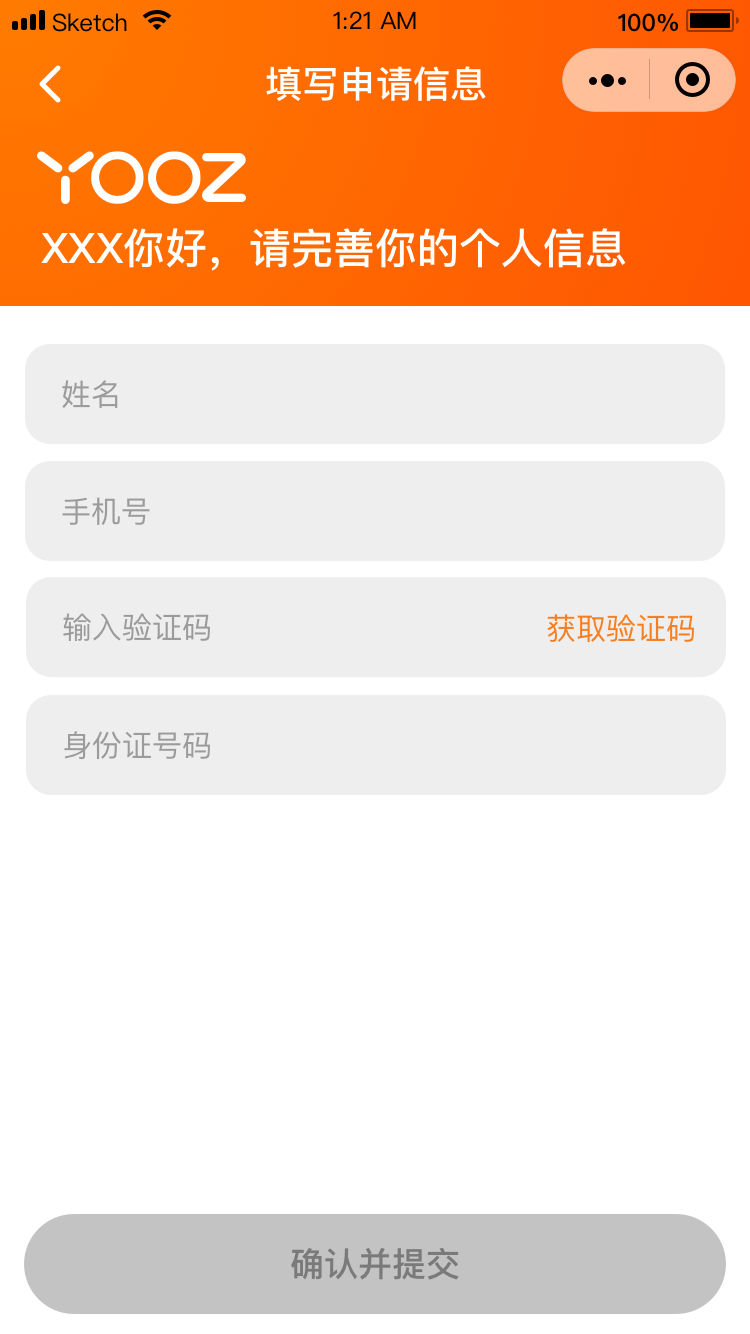 Sketch 1:21 AM 100%
填写申请信息
YOOZ
XXX你好，请完善你的个人信息
姓名
手机号
输入验证码 获取验证码
身份证号码
确认并提交